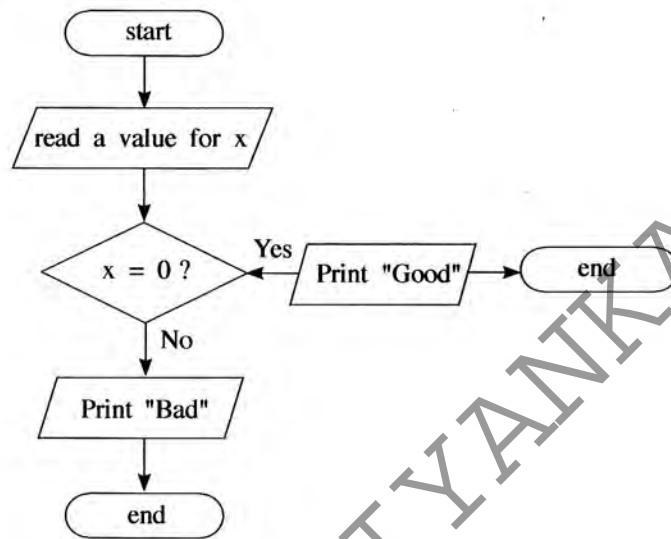 start
read a value for x
x = 0 ?
Yes
Print "Good"
end
No
Print "Bad"
end